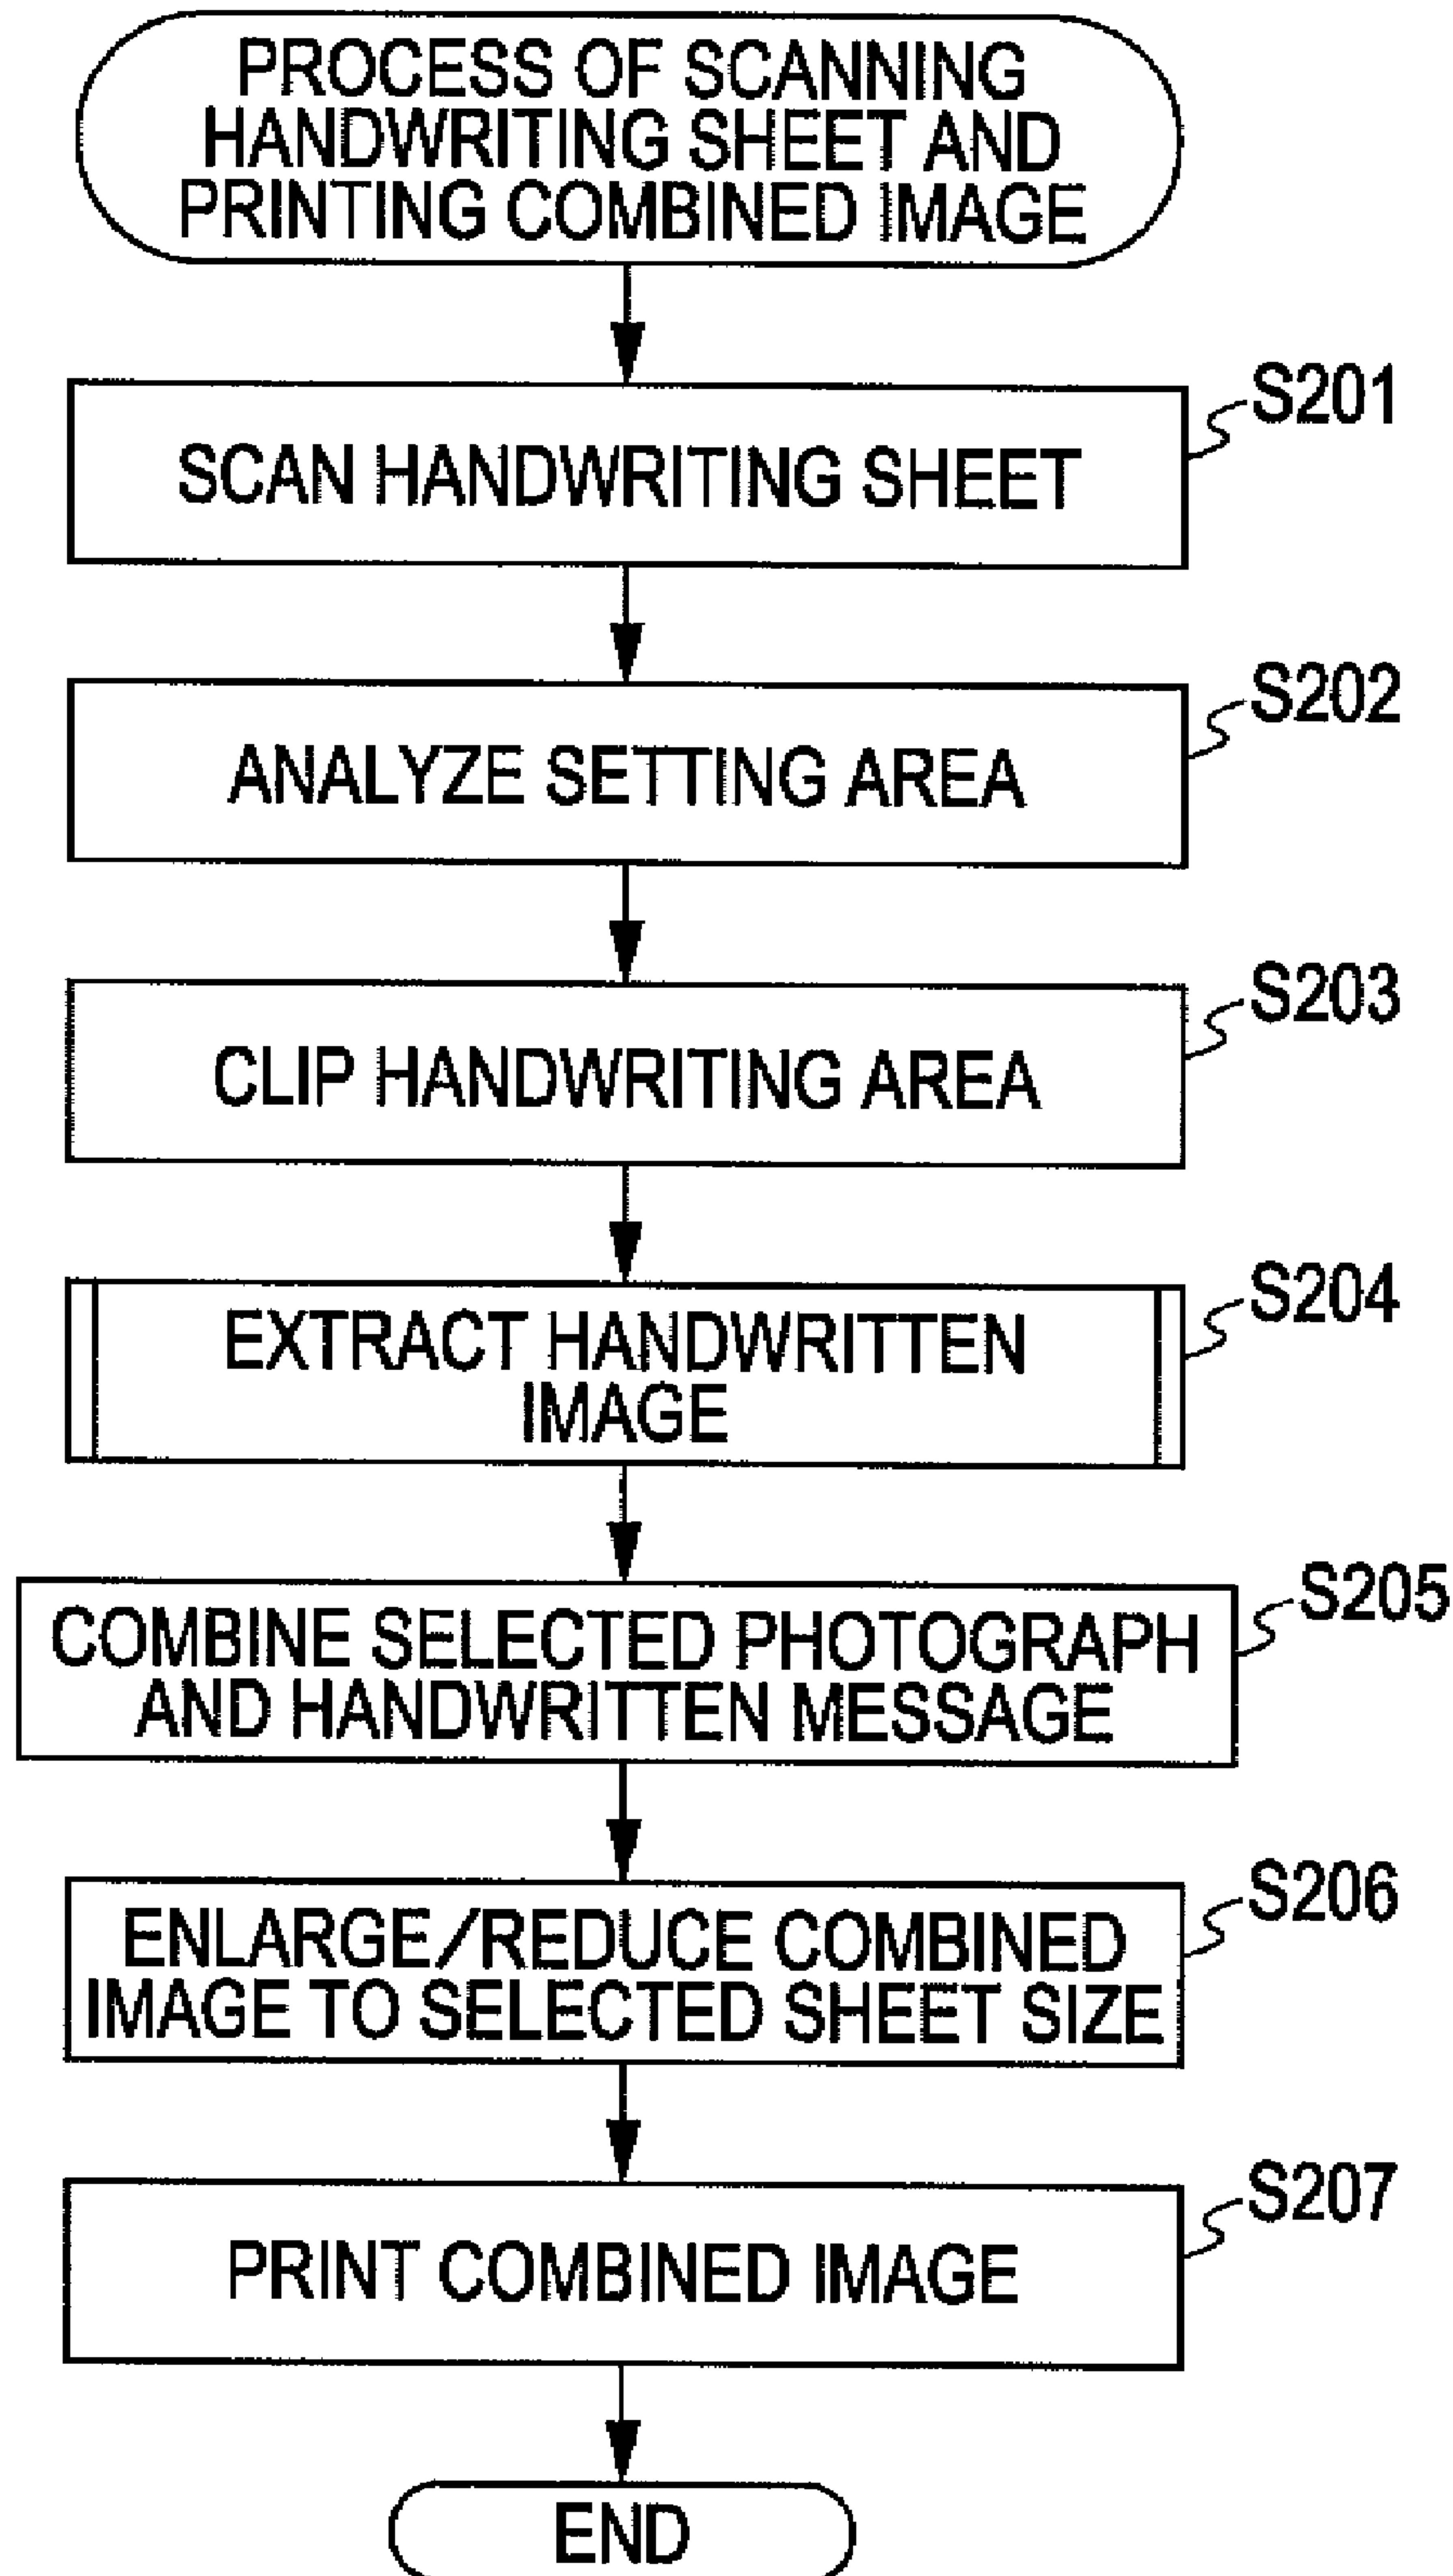 PROCESS OF SCANNING
HANDWRITING SHEET AND
PRINTING COMBINED IMAGE
S201
SCAN HANDWRITING SHEET
S202
ANALYZE SETTING AREA
S203
CLIP HANDWRITING AREA
S204
EXTRACT HANDWRITTEN
IMAGE
S205
COMBINE SELECTED PHOTOGRAPH
AND HANDWRITTEN MESSAGE
S206
ENLARGE/REDUCE COMBINED
IMAGE TO SELECTED SHEET SIZE
S207
PRINT COMBINED IMAGE
END